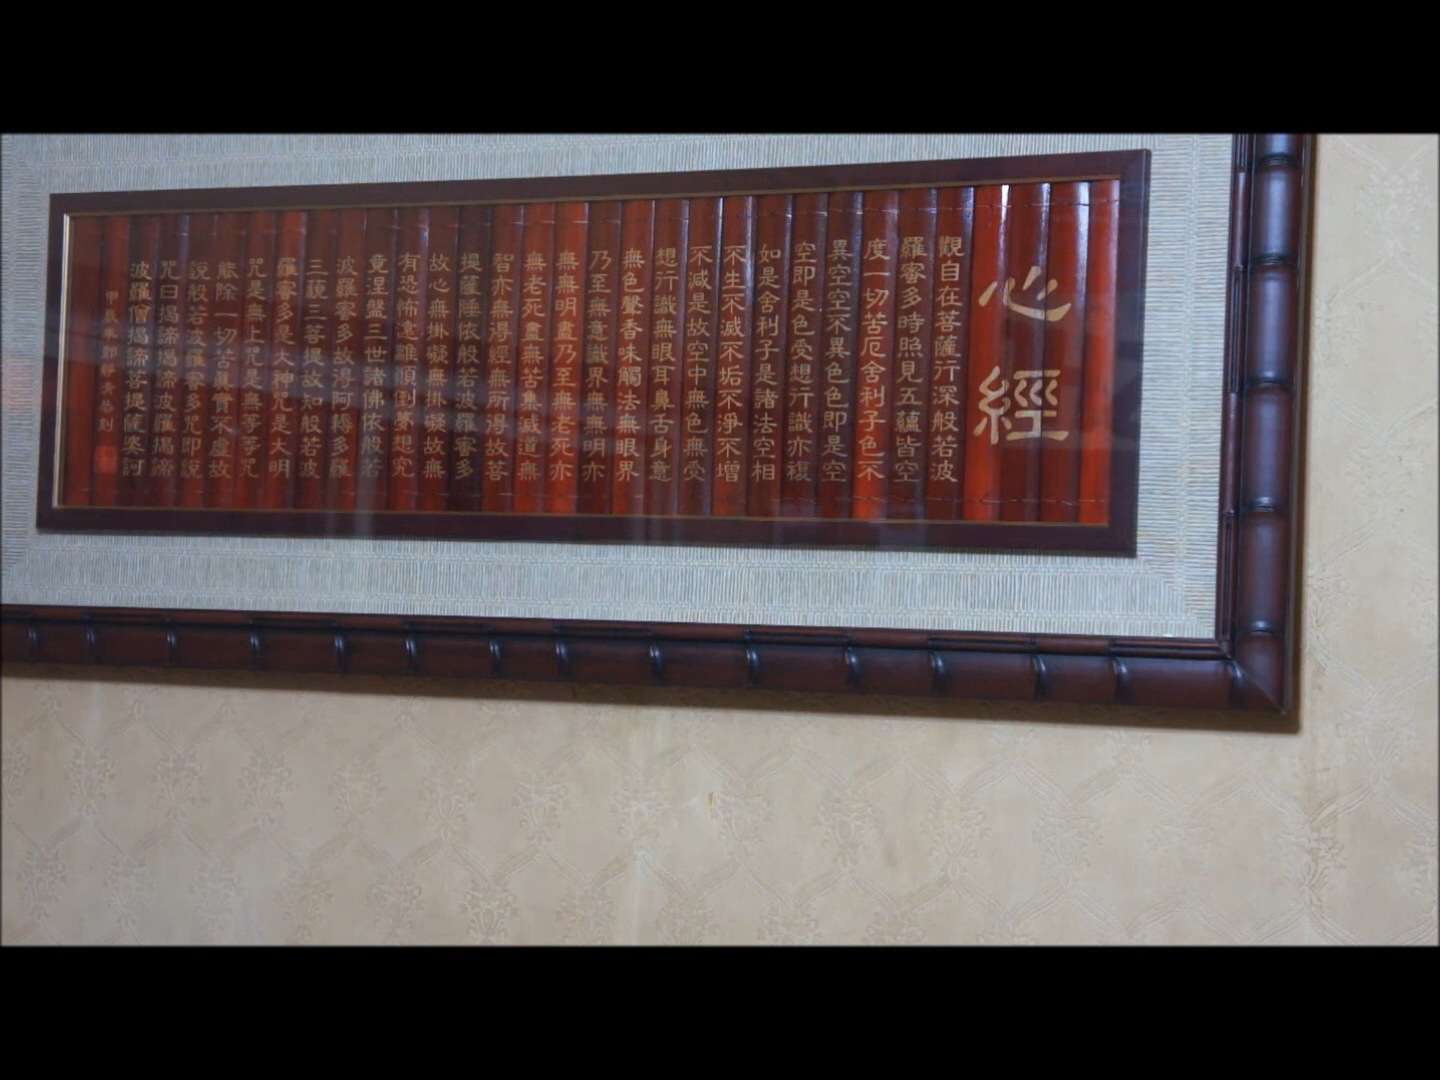 心經
觀自在菩薩行深般若波
羅蜜多時照見五蘊皆空
度一切苦厄舍利子色不
異空空不異色色即是空
空即是色受想行識亦複
如是舍利子是諸法空相
不生不滅不垢不淨不增
不減是故空中無色無受
想行識無眼耳鼻舌身意
無色聲香味觸法無眼界
乃至無意識界無無明亦
無無明盡乃至無老死亦
無老死盡無苦集滅道無
智亦無得經無所得故菩
提薩埵依般若波羅蜜多
故心無掛礙無掛礙故無
有恐怖遠離顛倒夢想究
竟涅盤三世諸佛依般若
波羅蜜多故得阿耨多羅
三藐三菩提故知般若波
羅蜜多是大神咒是大明
咒是無上咒是無等等咒
能除一切苦真實不虛故
說般若波羅蜜多咒即說
咒曰揭諦揭諦波羅揭諦
波羅僧揭諦菩提薩婆訶